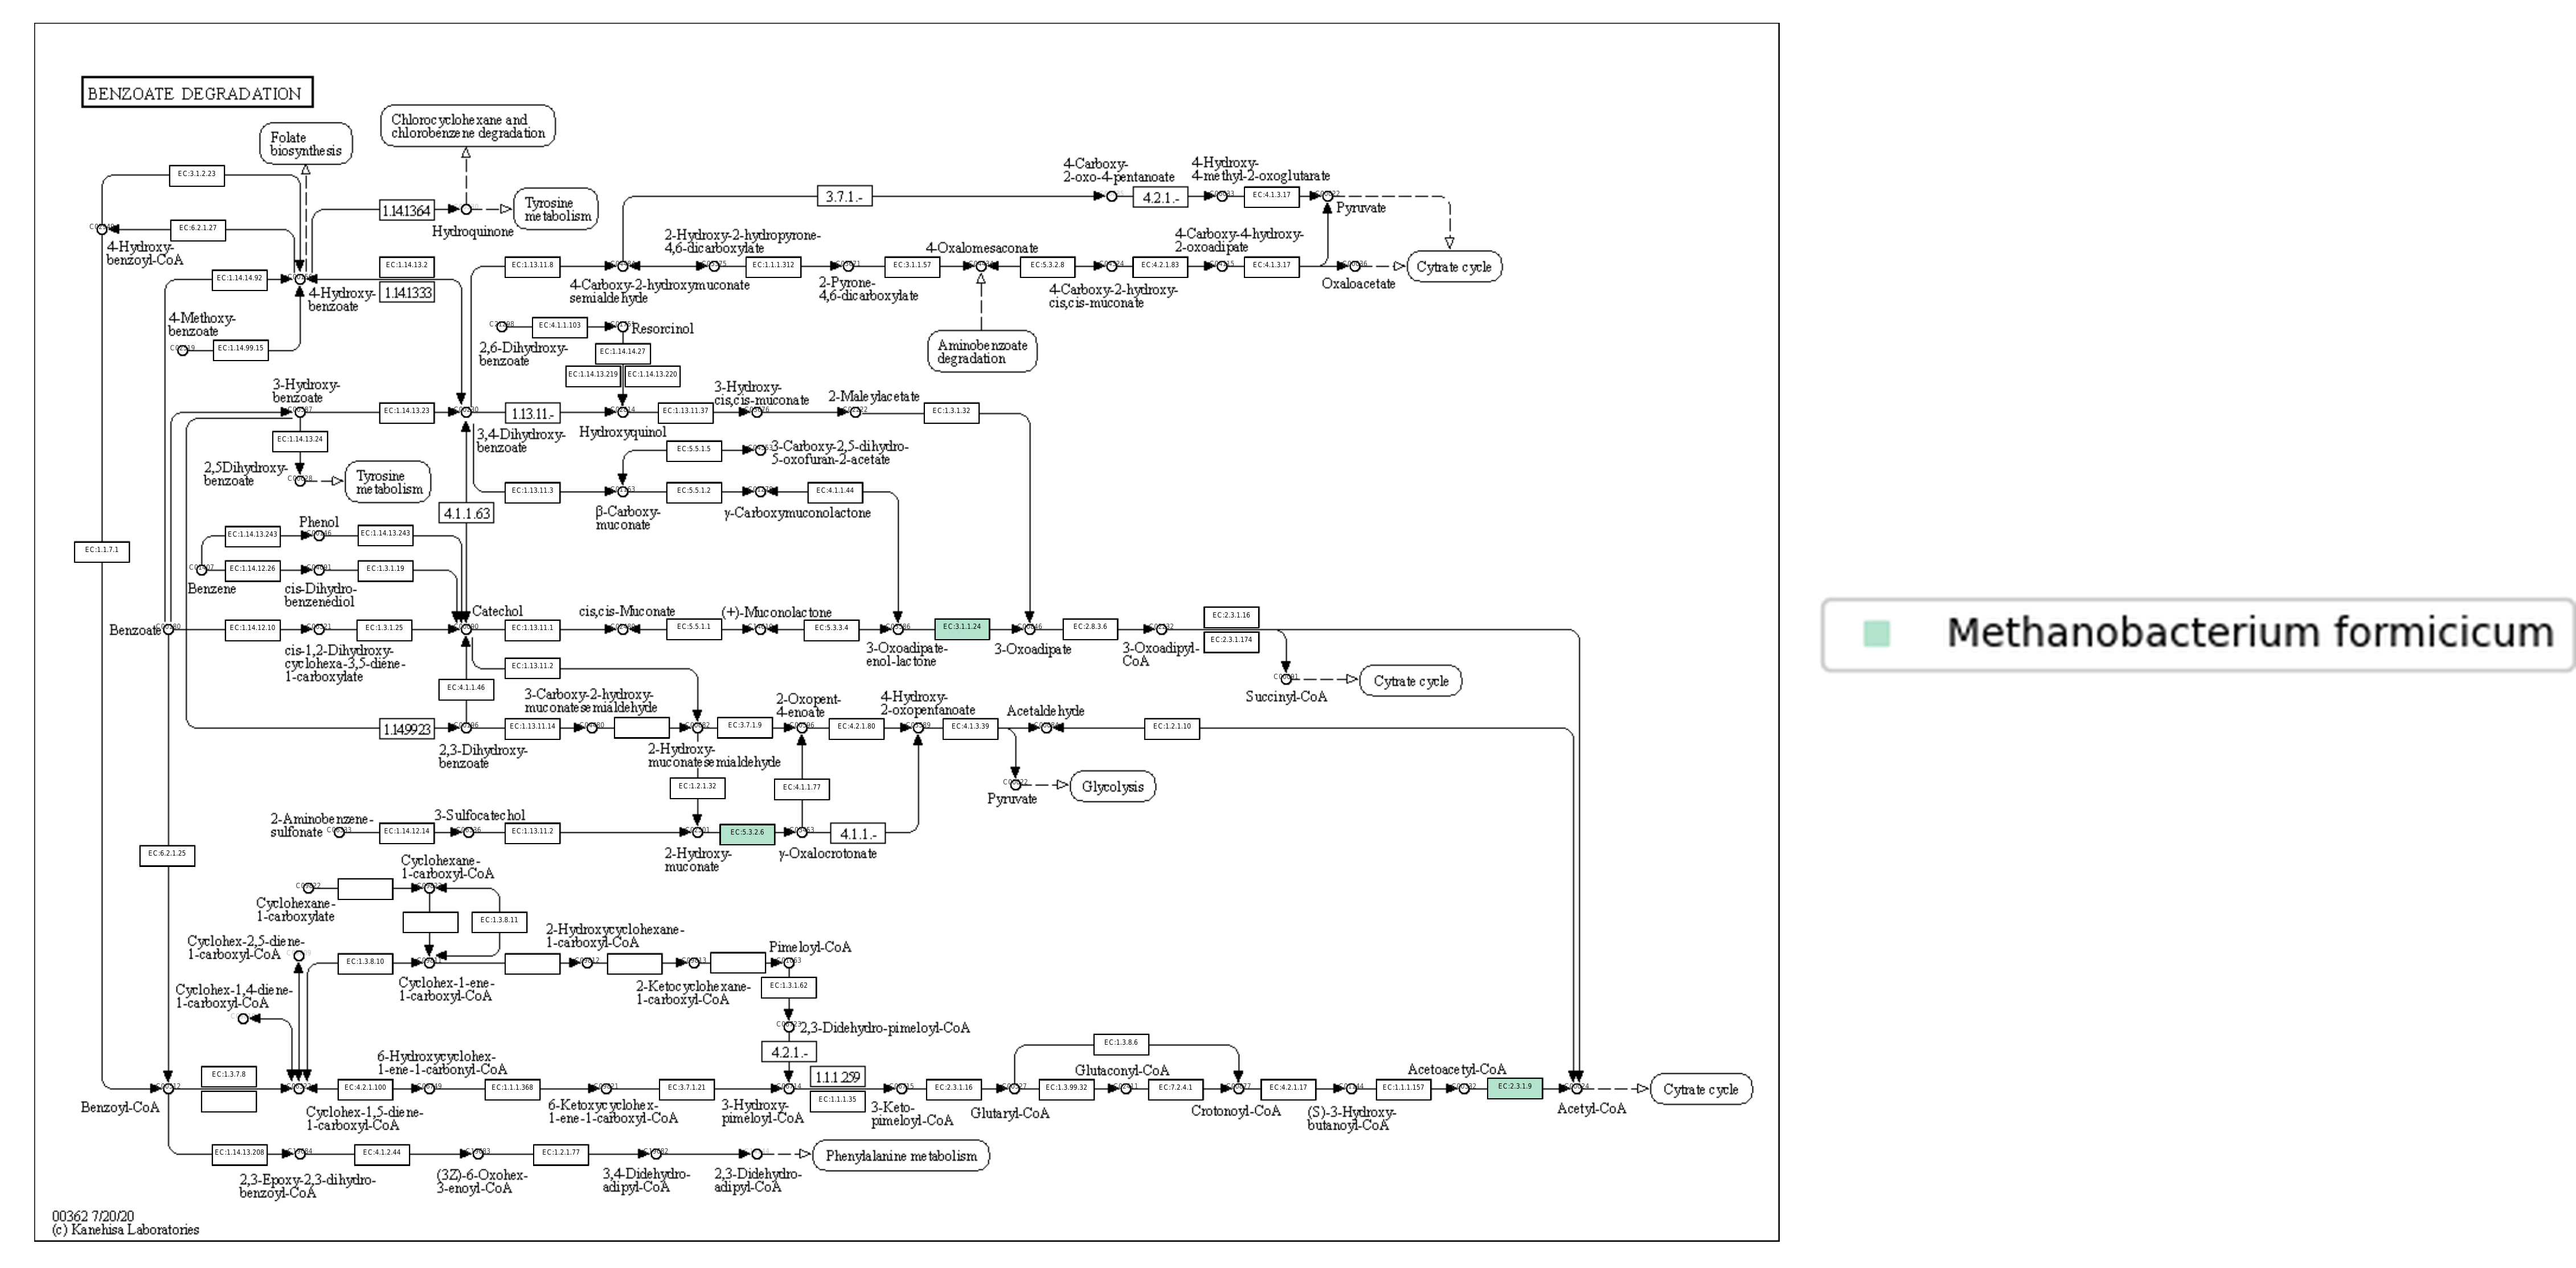 BENZOATE DEGRADATION
Chlorocyclohexane and
chlorobenzene degradation
Folate
biosynthesis
EC:3.1.2.23
1.14.13.64
Tyrosine
metabolism
Hydroquinone
EC:6.2.1.27
4-Hydroxy-
benzoyl-CoA
EC:1.14.14.92
4-Hydroxy-
benzoate
EC:1.14.13.2
1.14.13.33
4-Methoxy-
benzoate
EC:1.14.99.15
3.7.1.-
4-Carboxy-
2-oxo-4-pentanoate
4.2.1.-
4-Hydroxy-
4-methyl-2-oxoglutarate
EC:4.1.3.17
Pyruvate
EC:1.13.11.8
4-Carboxy-2-hydroxymuconate
semialdehyde
2-Hydroxy-2-hydropyrone-
4,6-dicarboxylate
EC:1.1.1.312
2-Pyrone-
4,6-dicarboxylate
EC:3.1.1.57
4-Oxalomesaconate
EC:5.3.2.8
4-Carboxy-2-hydroxy-
cis,cis-muconate
EC:4.2.1.83
4-Carboxy-4-hydroxy-
2-oxoadipate
EC:4.1.3.17
Oxaloacetate
Cytrate cycle
Aminobenzoate
degradation
2,6-Dihydroxy-
benzoate
EC:4.1.1.103
Resorcinol
EC:1.14.14.27
EC:1.14.13.219
EC:1.14.13.220
3-Hydroxy-
benzoate
EC:1.14.13.23
3,4-Dihydroxy-
benzoate
1.13.11.-
Hydroxyquinol
EC:1.13.11.37
3-Hydroxy-
cis,cis-muconate
2-Maleylacetate
EC:1.3.1.32
EC:1.14.13.24
2,5Dihydroxy-
benzoate
Tyrosine
metabolism
EC:5.5.1.5
3-Carboxy-2,5-dihydro-
5-oxofuran-2-acetate
EC:1.13.11.3
β-Carboxy-
muconate
EC:5.5.1.2
γ-Carboxymuconolactone
EC:4.1.1.44
4.1.1.63
EC:1.1.7.1
Phenol
EC:1.14.13.243
EC:1.14.13.243
Benzene
EC:1.14.12.26
cis-Dihydro-
benzenediol
EC:1.3.1.19
Benzoate
EC:1.14.12.10
cis-1,2-Dihydroxy-
cyclohexa-3,5-diene-
1-carboxylate
EC:1.3.1.25
Catechol
EC:1.13.11.1
cis,cis-Muconate
EC:5.5.1.1
(+)-Muconolactone
EC:5.3.3.4
3-Oxoadipate-
enol-lactone
EC:3.1.1.24
3-Oxoadipate
EC:2.8.3.6
3-Oxoadipyl-
CoA
EC:2.3.1.16
EC:2.3.1.174
Succinyl-CoA
Cytrate cycle
Methanobacterium formicicum
EC:1.13.11.2
EC:4.1.1.46
1.14.99.23
2,3-Dihydroxy-
benzoate
EC:1.13.11.14
3-Carboxy-2-hydroxy-
muconatesemialdehyde
2-Hydroxy-
muconatesemialdehyde
EC:3.7.1.9
2-Oxopent-
4-enoate
EC:4.2.1.80
4-Hydroxy-
2-oxopentanoate
EC:4.1.3.39
Acetaldehyde
EC:1.2.1.10
Pyruvate
Glycolysis
EC:1.2.1.32
EC:4.1.1.77
2-Aminobenzene-
sulfonate
EC:1.14.12.14
3-Sulfocatechol
EC:1.13.11.2
2-Hydroxy-
muconate
EC:5.3.2.6
γ-Oxalocrotonate
4.1.1.-
EC:6.2.1.25
Cyclohexane-
1-carboxyl-CoA
Cyclohexane-
1-carboxylate
EC:1.3.8.11
Cyclohex-2,5-diene-
1-carboxyl-CoA
EC:1.3.8.10
Cyclohex-1-ene-
1-carboxyl-CoA
2-Hydroxycyclohexane-
1-carboxyl-CoA
2-Ketocyclohexane-
1-carboxyl-CoA
Pimeloyl-CoA
EC:1.3.1.62
Cyclohex-1,4-diene-
1-carboxyl-CoA
2,3-Didehydro-pimeloyl-CoA
4.2.1.-
Benzoyl-CoA
EC:1.3.7.8
Cyclohex-1,5-diene-
1-carboxyl-CoA
EC:4.2.1.100
6-Hydroxycyclohex-
1-ene-1-carbonyl-CoA
EC:1.1.1.368
6-Ketoxycyclohex-
1-ene-1-carboxyl-CoA
EC:3.7.1.21
3-Hydroxy-
pimeloyl-CoA
1.1.1.259
EC:1.1.1.35
3-Keto-
pimeloyl-CoA
EC:2.3.1.16
Glutaryl-CoA
EC:1.3.8.6
EC:1.3.99.32
Glutaconyl-CoA
EC:7.2.4.1
Crotonoyl-CoA
EC:4.2.1.17
(S)-3-Hydroxy-
butanoyl-CoA
EC:1.1.1.157
Acetoacetyl-CoA
EC:2.3.1.9
Acetyl-CoA
Cytrate cycle
EC:1.14.13.208
2,3-Epoxy-2,3-dihydro-
benzoyl-CoA
EC:4.1.2.44
(3Z)-6-Oxohex-
3-enoyl-CoA
EC:1.2.1.77
3,4-Didehydro-
adipyl-CoA
2,3-Didehydro-
adipyl-CoA
Phenylalanine metabolism
00362 7/20/20
(c) Kanehisa Laboratories